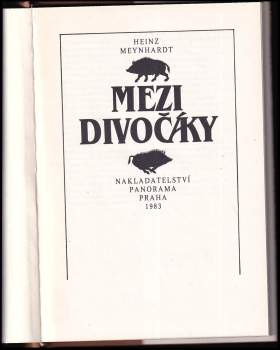 HEINZ
MEYNHARDT
MEZI
DIVOČÁKY
NAKLADATELSTVÍ
PANORAMA
PRAHA
1983